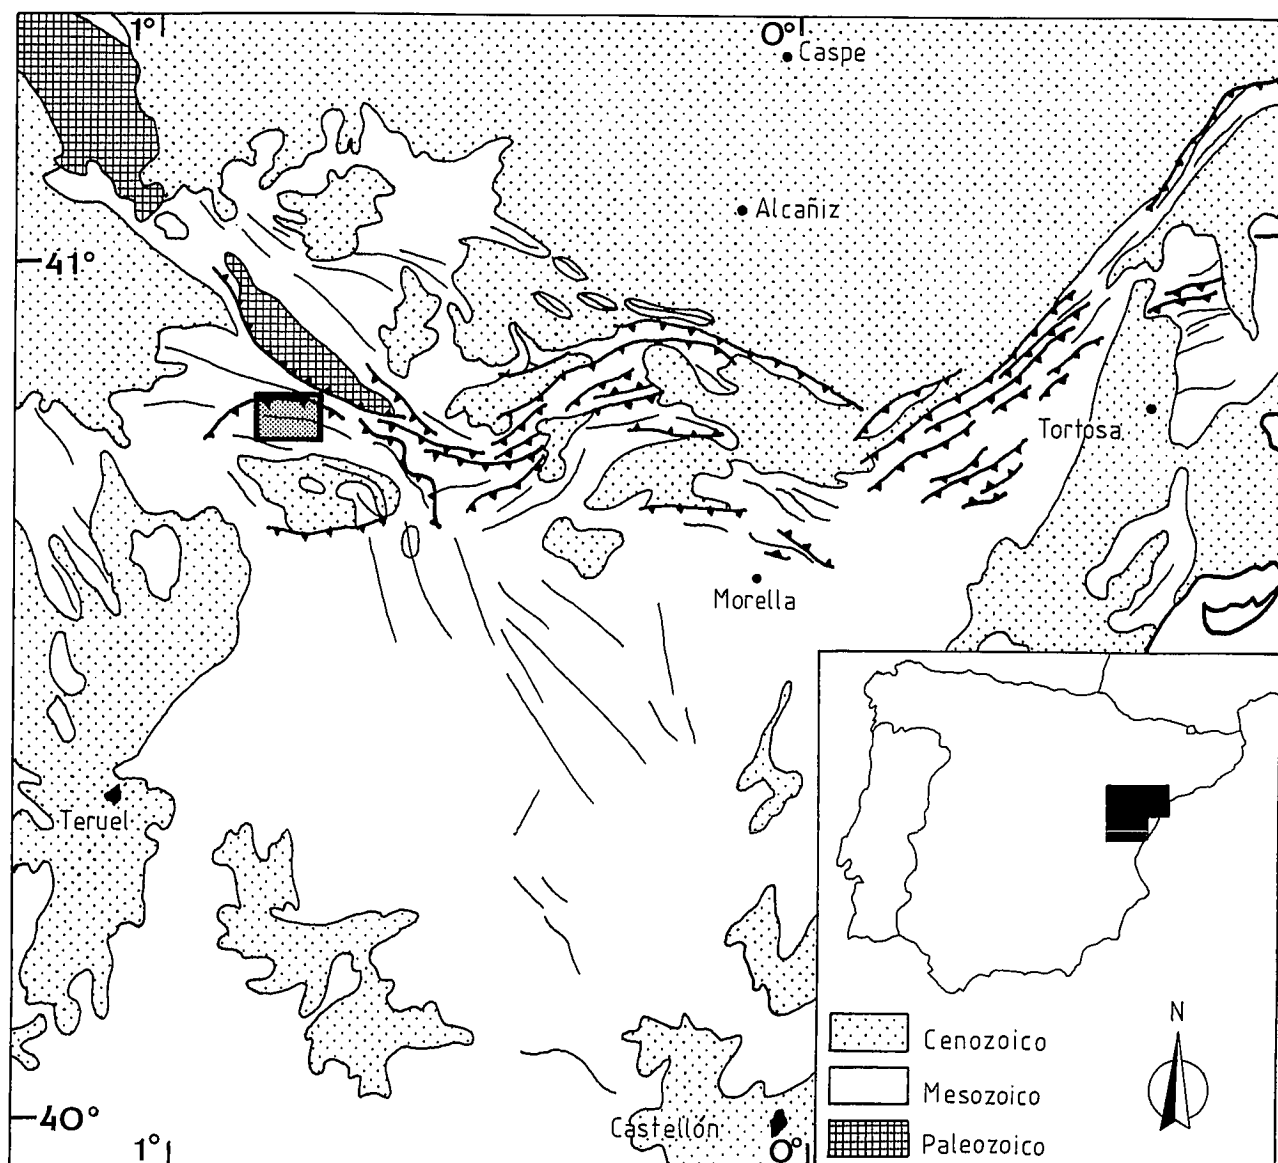 1°
0°
Caspe
Alcañiz
41°
Tortosa
Morella
Teruel
N
Cenozoico
Mesozoico
40°
Castellón
Paleozoico
1°
0°